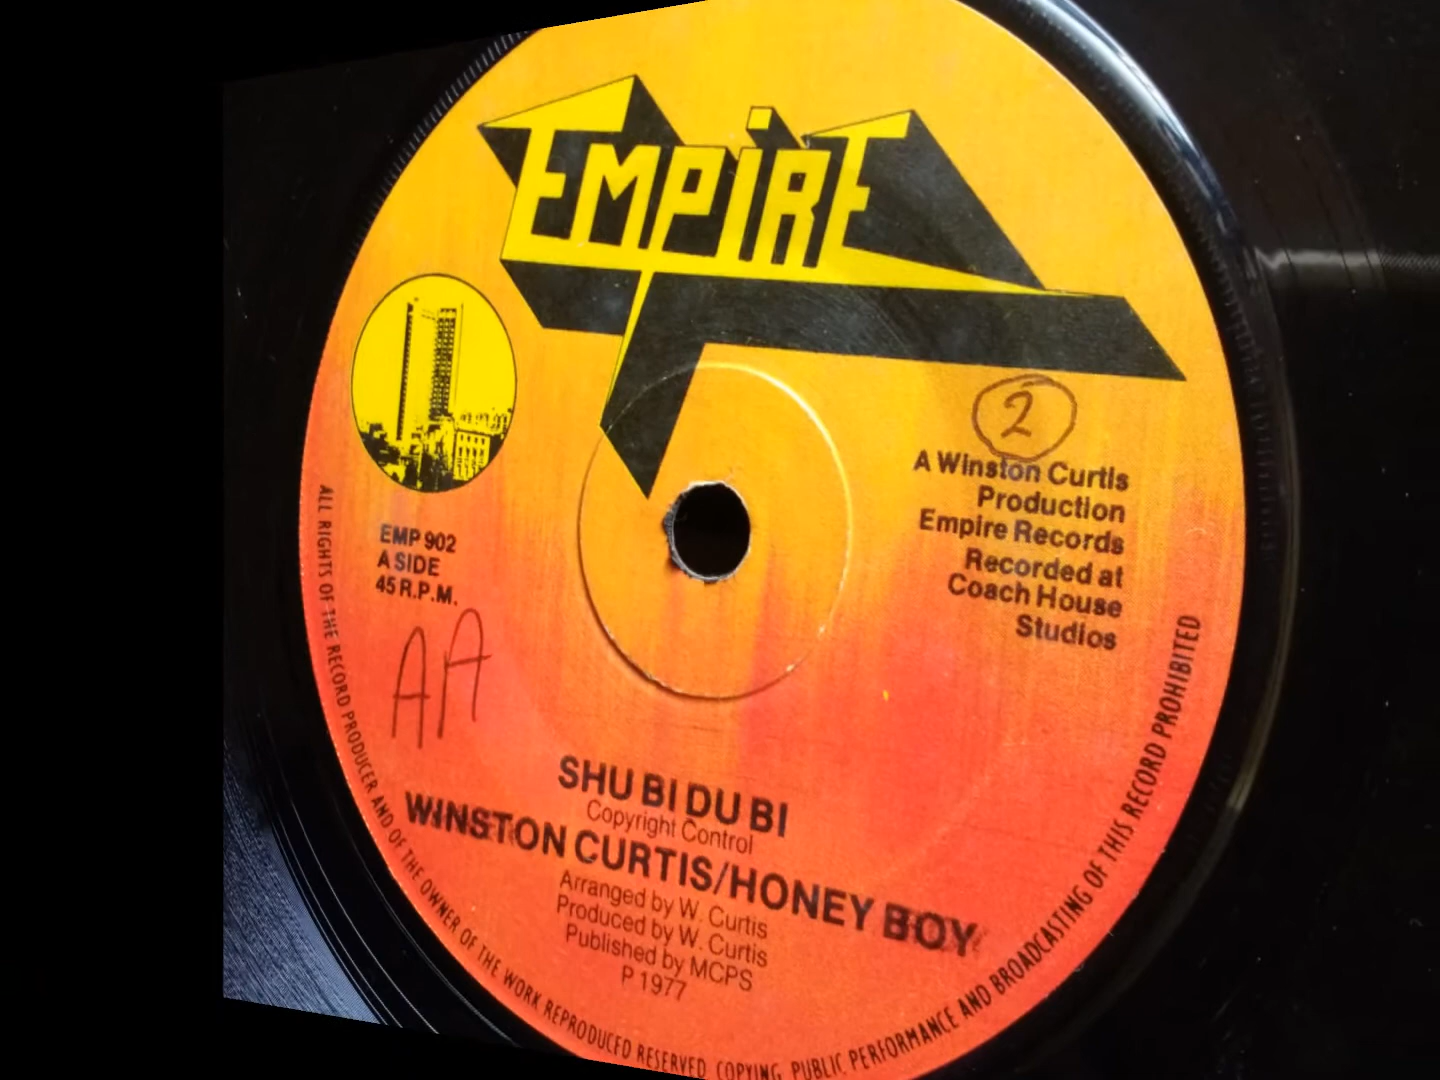 EMPIRE
2
A Winston Curtis
Production
Empire Records
Recorded at
Coach House
Studios
EMP 902
A SIDE
45 R.P.M.
AA
SHU BI DU BI
Copyright Control
WINSTON CURTIS/HONEY BOY
Arranged by W. Curtis
Produced by W. Curtis
Published by MCPS
P 1977
ALL RIGHTS OF THE RECORD PRODUCER AND OF THE OWNER OF THE WORK REPRODUCED RESERVED. COPYING, PUBLIC PERFORMANCE AND BROADCASTING OF THIS RECORD PROHIBITED